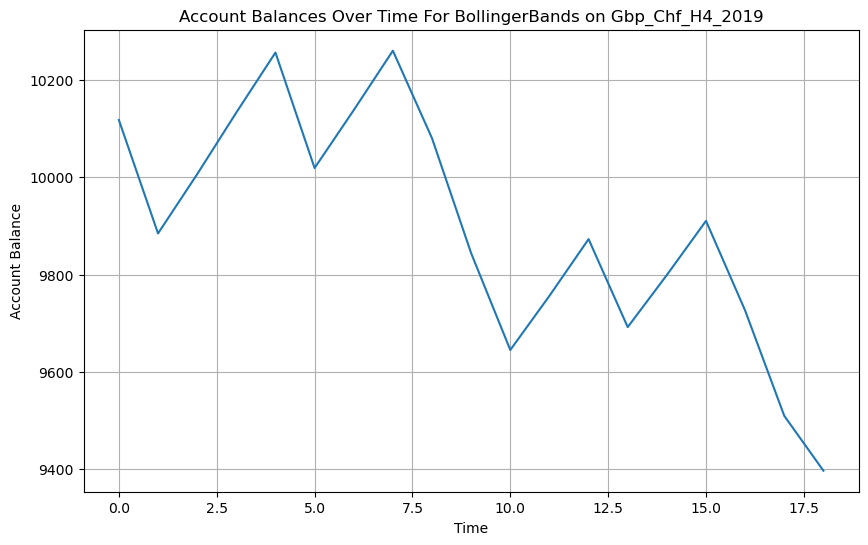 Account Balances Over Time For BollingerBands on Gbp_Chf_H4_2019
10200
10000
9800
9600
9400
Account Balance
0.0 2.5 5.0 7.5 10.0 12.5 15.0 17.5
Time